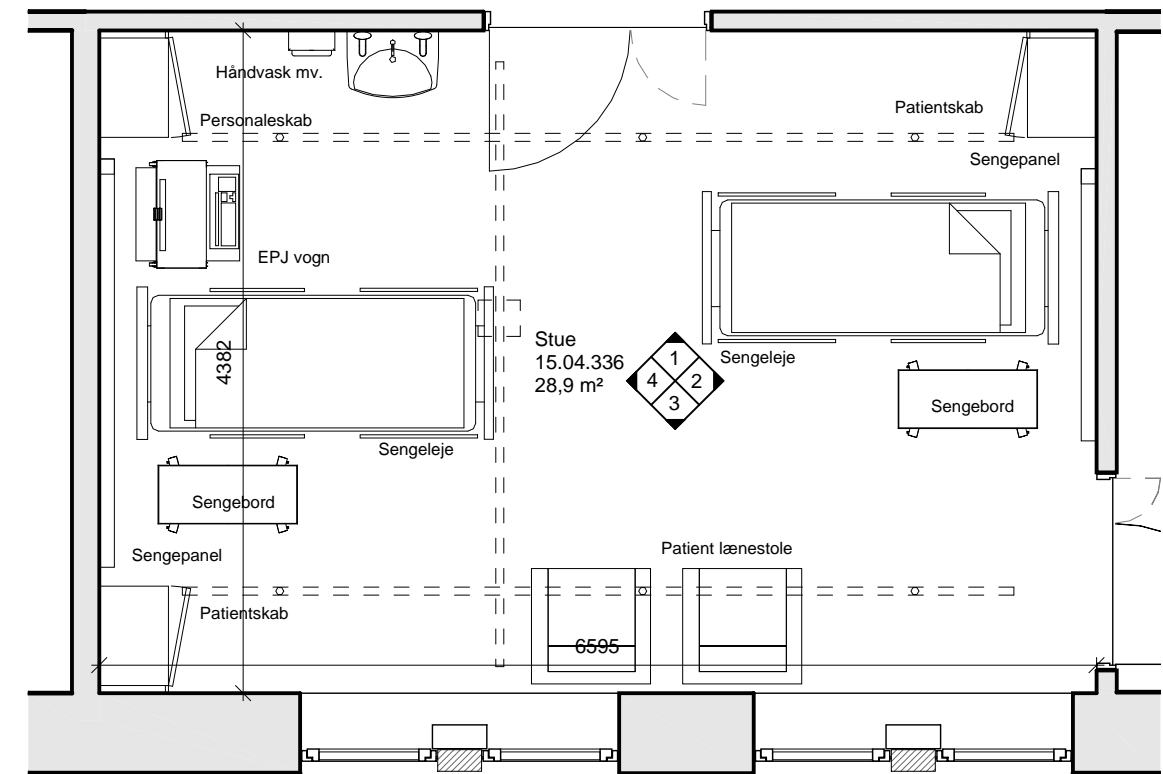 Håndvask mv.
Personaleskab
Patientskab
Sengepanel
EPJ vogn
4382
Stue
15.04.336
28,9 m²
1
4 2
3
Sengeleje
Sengebord
Sengeleje
Sengebord
Sengepanel
Patient lænestole
Patientskab
6595